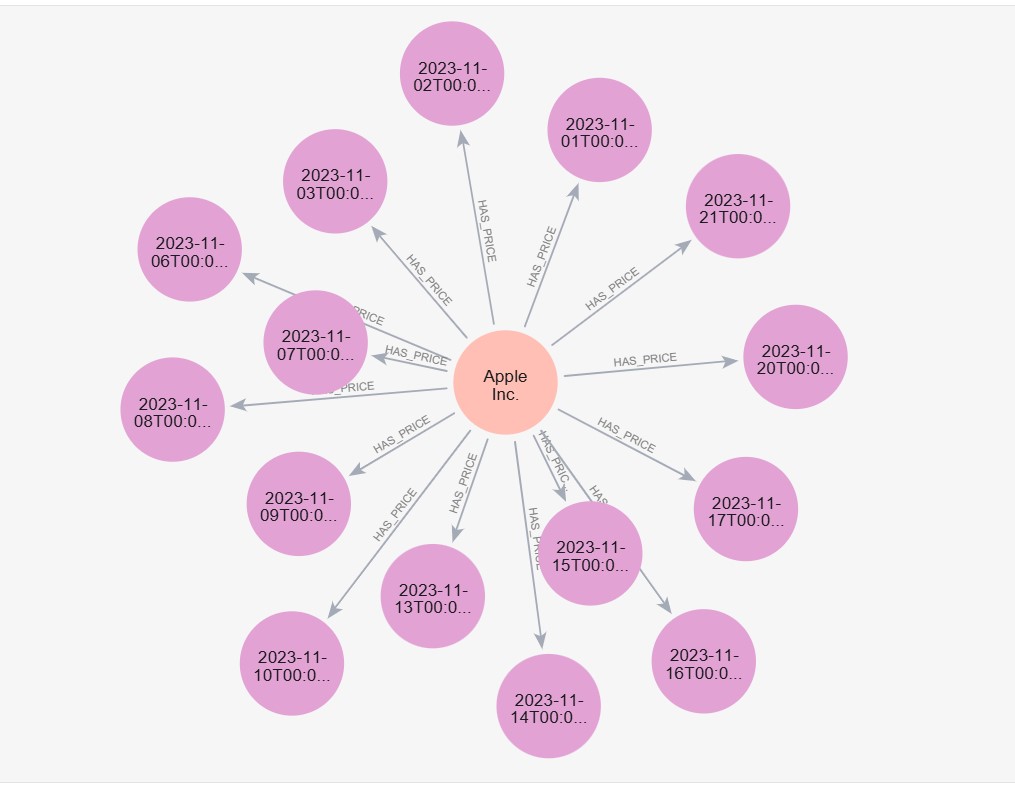 2023-11-
02T00:0...
2023-11-
01T00:0...
2023-11-
03T00:0...
2023-11-
21T00:0...
2023-11-
06T00:0...
HAS_PRICE
HAS_PRICE
HAS_PRICE
HAS_PRICE
PRICE
2023-11-
07T00:0...
HAS_PRICE
HAS_PRICE
2023-11-
20T00:0...
Apple
Inc.
_PRICE
2023-11-
08T00:0...
HAS_PRICE
HAS_PRICE
HAS_PRIC
2023-11-
09T00:0...
HAS_PRICE
HAS_PRICE
HAS
HAS_PRICE
2023-11-
17T00:0...
2023-11-
15T00:0...
2023-11-
13T00:0...
2023-11-
10T00:0...
2023-11-
16T00:0...
2023-11-
14T00:0...